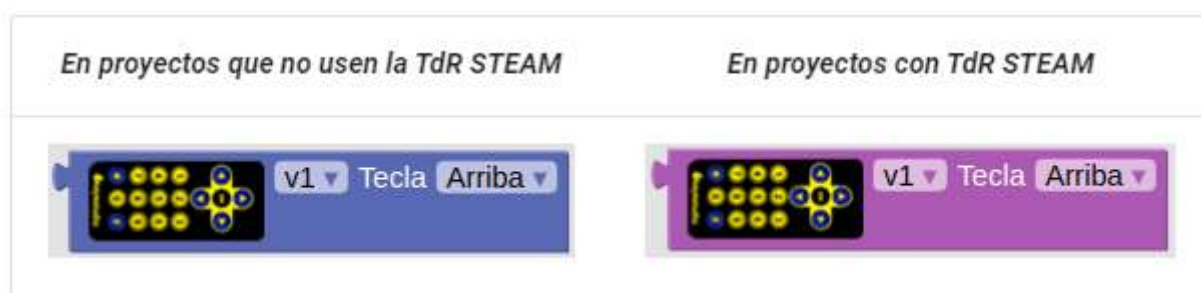 En proyectos que no usen la TdR STEAM
En proyectos con TdR STEAM
v1 Tecla Arriba
v1 Tecla Arriba